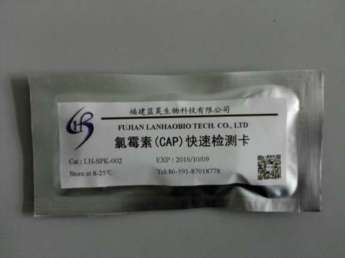 福建蓝昊生物科技有限公司
FUJIAN LANHAOBIO TECH. CO., LTD
氯霉素(CAP)快速检测卡
Cat.: LH-SPK-002
EXP : 2010/10/09
Store at 8-25℃
Tel:86-591-87018778